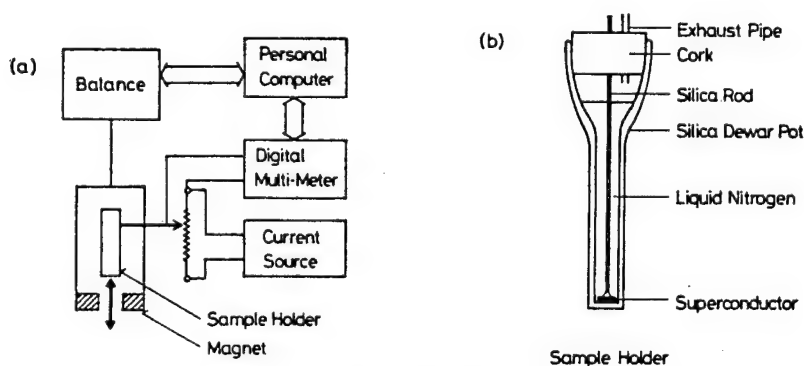 (a)
Balance
Personal
Computer
Digital
Multi-Meter
Current
Source
Sample Holder
Magnet
(b)
Exhaust Pipe
Cork
Silica Rod
Silica Dewar Pot
Liquid Nitrogen
Superconductor
Sample Holder